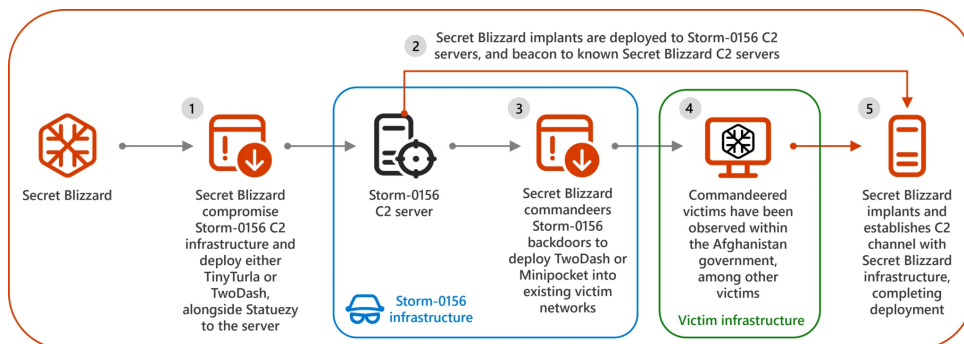 2
Secret Blizzard implants are deployed to Storm-0156 C2
servers, and beacon to known Secret Blizzard C2 servers
1
3
4
5
Secret Blizzard
Secret Blizzard
compromise
Storm-0156 C2
infrastructure and
deploy either
TinyTurla or
TwoDash,
alongside Statuezy
to the server
Storm-0156
C2 server
Secret Blizzard
commandeers
Storm-0156
backdoors to
deploy TwoDash or
Minipocket into
existing victim
networks
Commandeered
victims have been
observed within
the Afghanistan
government,
among other
victims
Secret Blizzard
implants and
establishes C2
channel with
Secret Blizzard
infrastructure,
completing
deployment
Storm-0156
infrastructure
Victim infrastructure